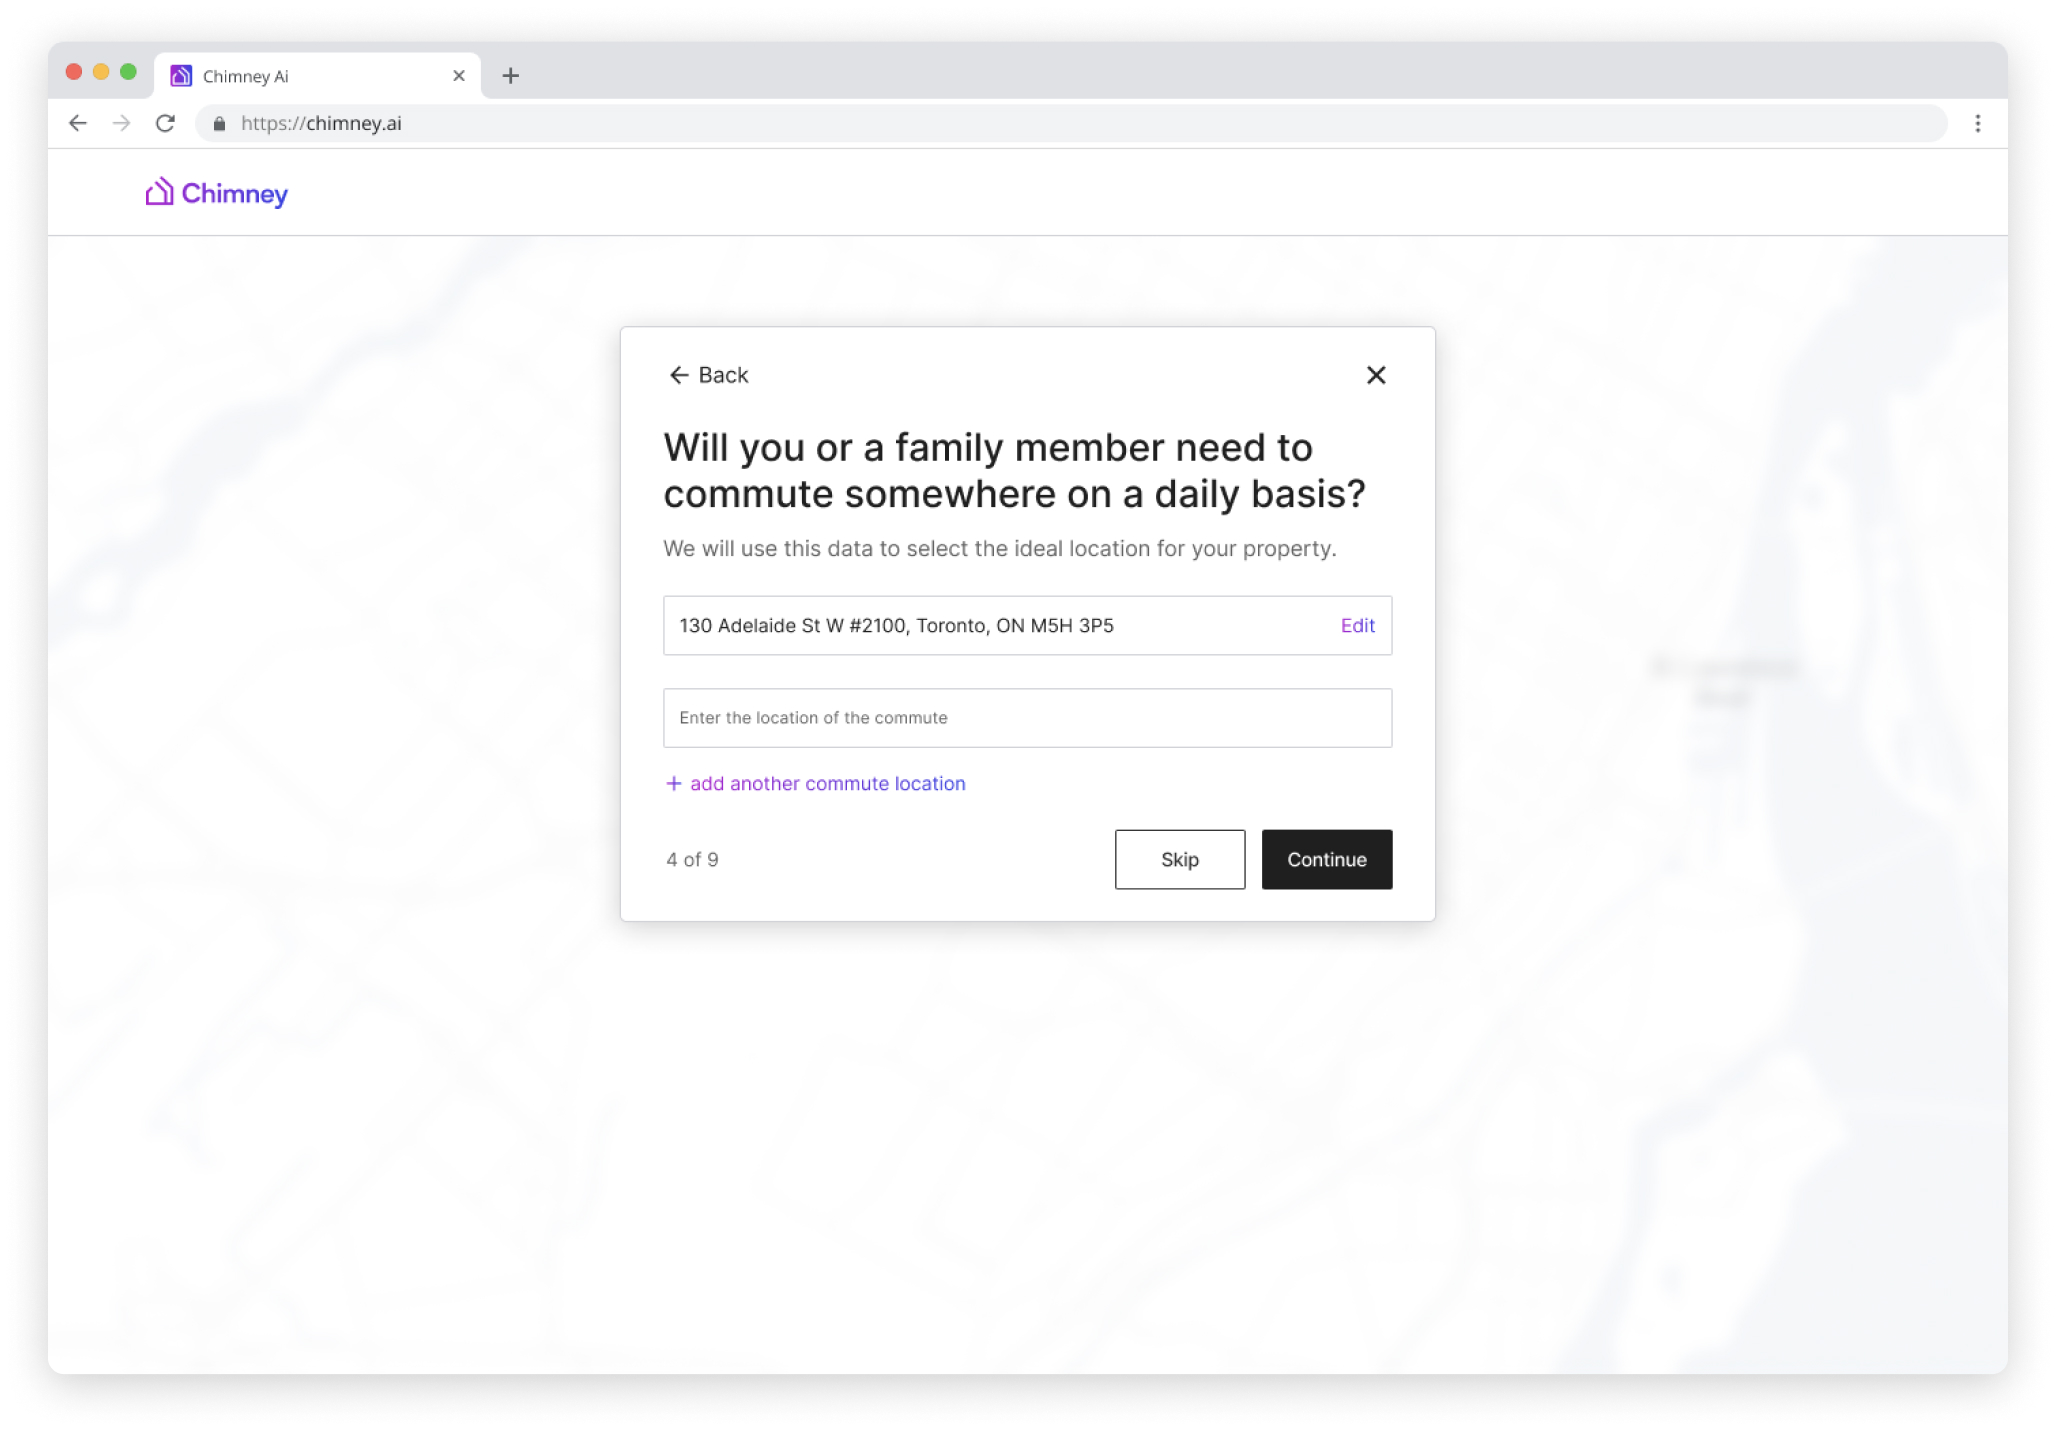 Chimney Ai
https://chimney.ai
Chimney
Back
Will you or a family member need to
commute somewhere on a daily basis?
We will use this data to select the ideal location for your property.
130 Adelaide St W #2100, Toronto, ON M5H 3P5 Edit
Enter the location of the commute
+ add another commute location
4 of 9 Skip Continue